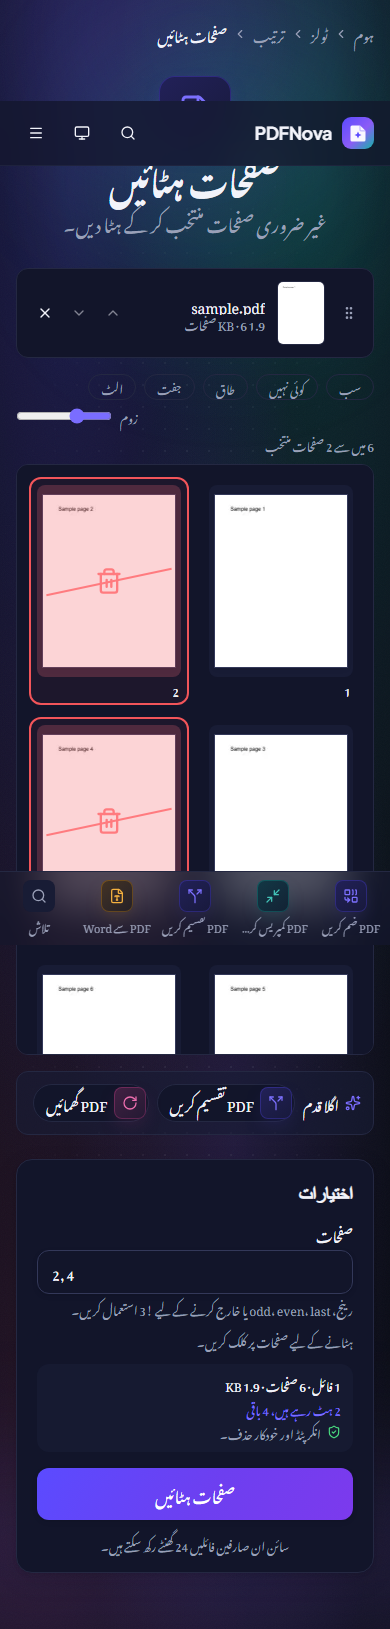 ہوم › ٹولز › ترتیب › صفحات ہٹائیں
PDFNova
صفحات ہٹائیں
غیر ضروری صفحات منتخب کر کے ہٹا دیں۔
sample.pdf
1.9 KB · 6 صفحات
سب کوئی نہیں طاق جفت الٹ
زوم
6 میں سے 2 صفحات منتخب
Sample page 1
1
Sample page 2
2
Sample page 3
Sample page 4
PDF ضم کریں
PDF کمپریس کر...
PDF تقسیم کریں
PDF سے Word
تلاش
Sample page 5
Sample page 6
اگلا قدم
PDF تقسیم کریں
PDF گھمائیں
اختیارات
صفحات
2,4
رینج، odd، even، last یا خارج کرنے کے لیے !3 استعمال کریں۔
ہٹانے کے لیے صفحات پر کلک کریں۔
1 فائل · 6 صفحات · 1.9 KB
2 ہٹ رہے ہیں، 4 باقی
انکرپٹڈ اور خودکار حذف۔
صفحات ہٹائیں
سائن ان صارفین فائلیں 24 گھنٹے رکھ سکتے ہیں۔